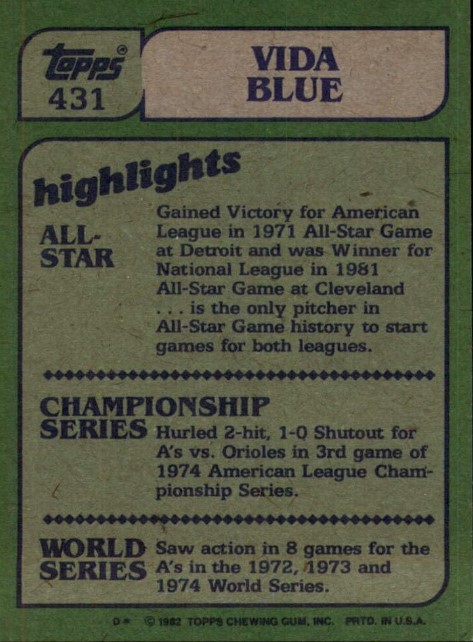 topps®
431
VIDA
BLUE
highlights
ALL-
STAR
Gained Victory for American
League in 1971 All-Star Game
at Detroit and was Winner for
National League in 1981
All-Star Game at Cleveland
. . . is the only pitcher in
All-Star Game history to start
games for both leagues.
CHAMPIONSHIP
SERIES
Hurled 2-hit, 1-0 Shutout for
A's vs. Orioles in 3rd game of
1974 American League Cham-
pionship Series.
WORLD
SERIES
Saw action in 8 games for the
A's in the 1972, 1973 and
1974 World Series.
D* © 1982 TOPPS CHEWING GUM, INC. PRTD. IN U.S.A.